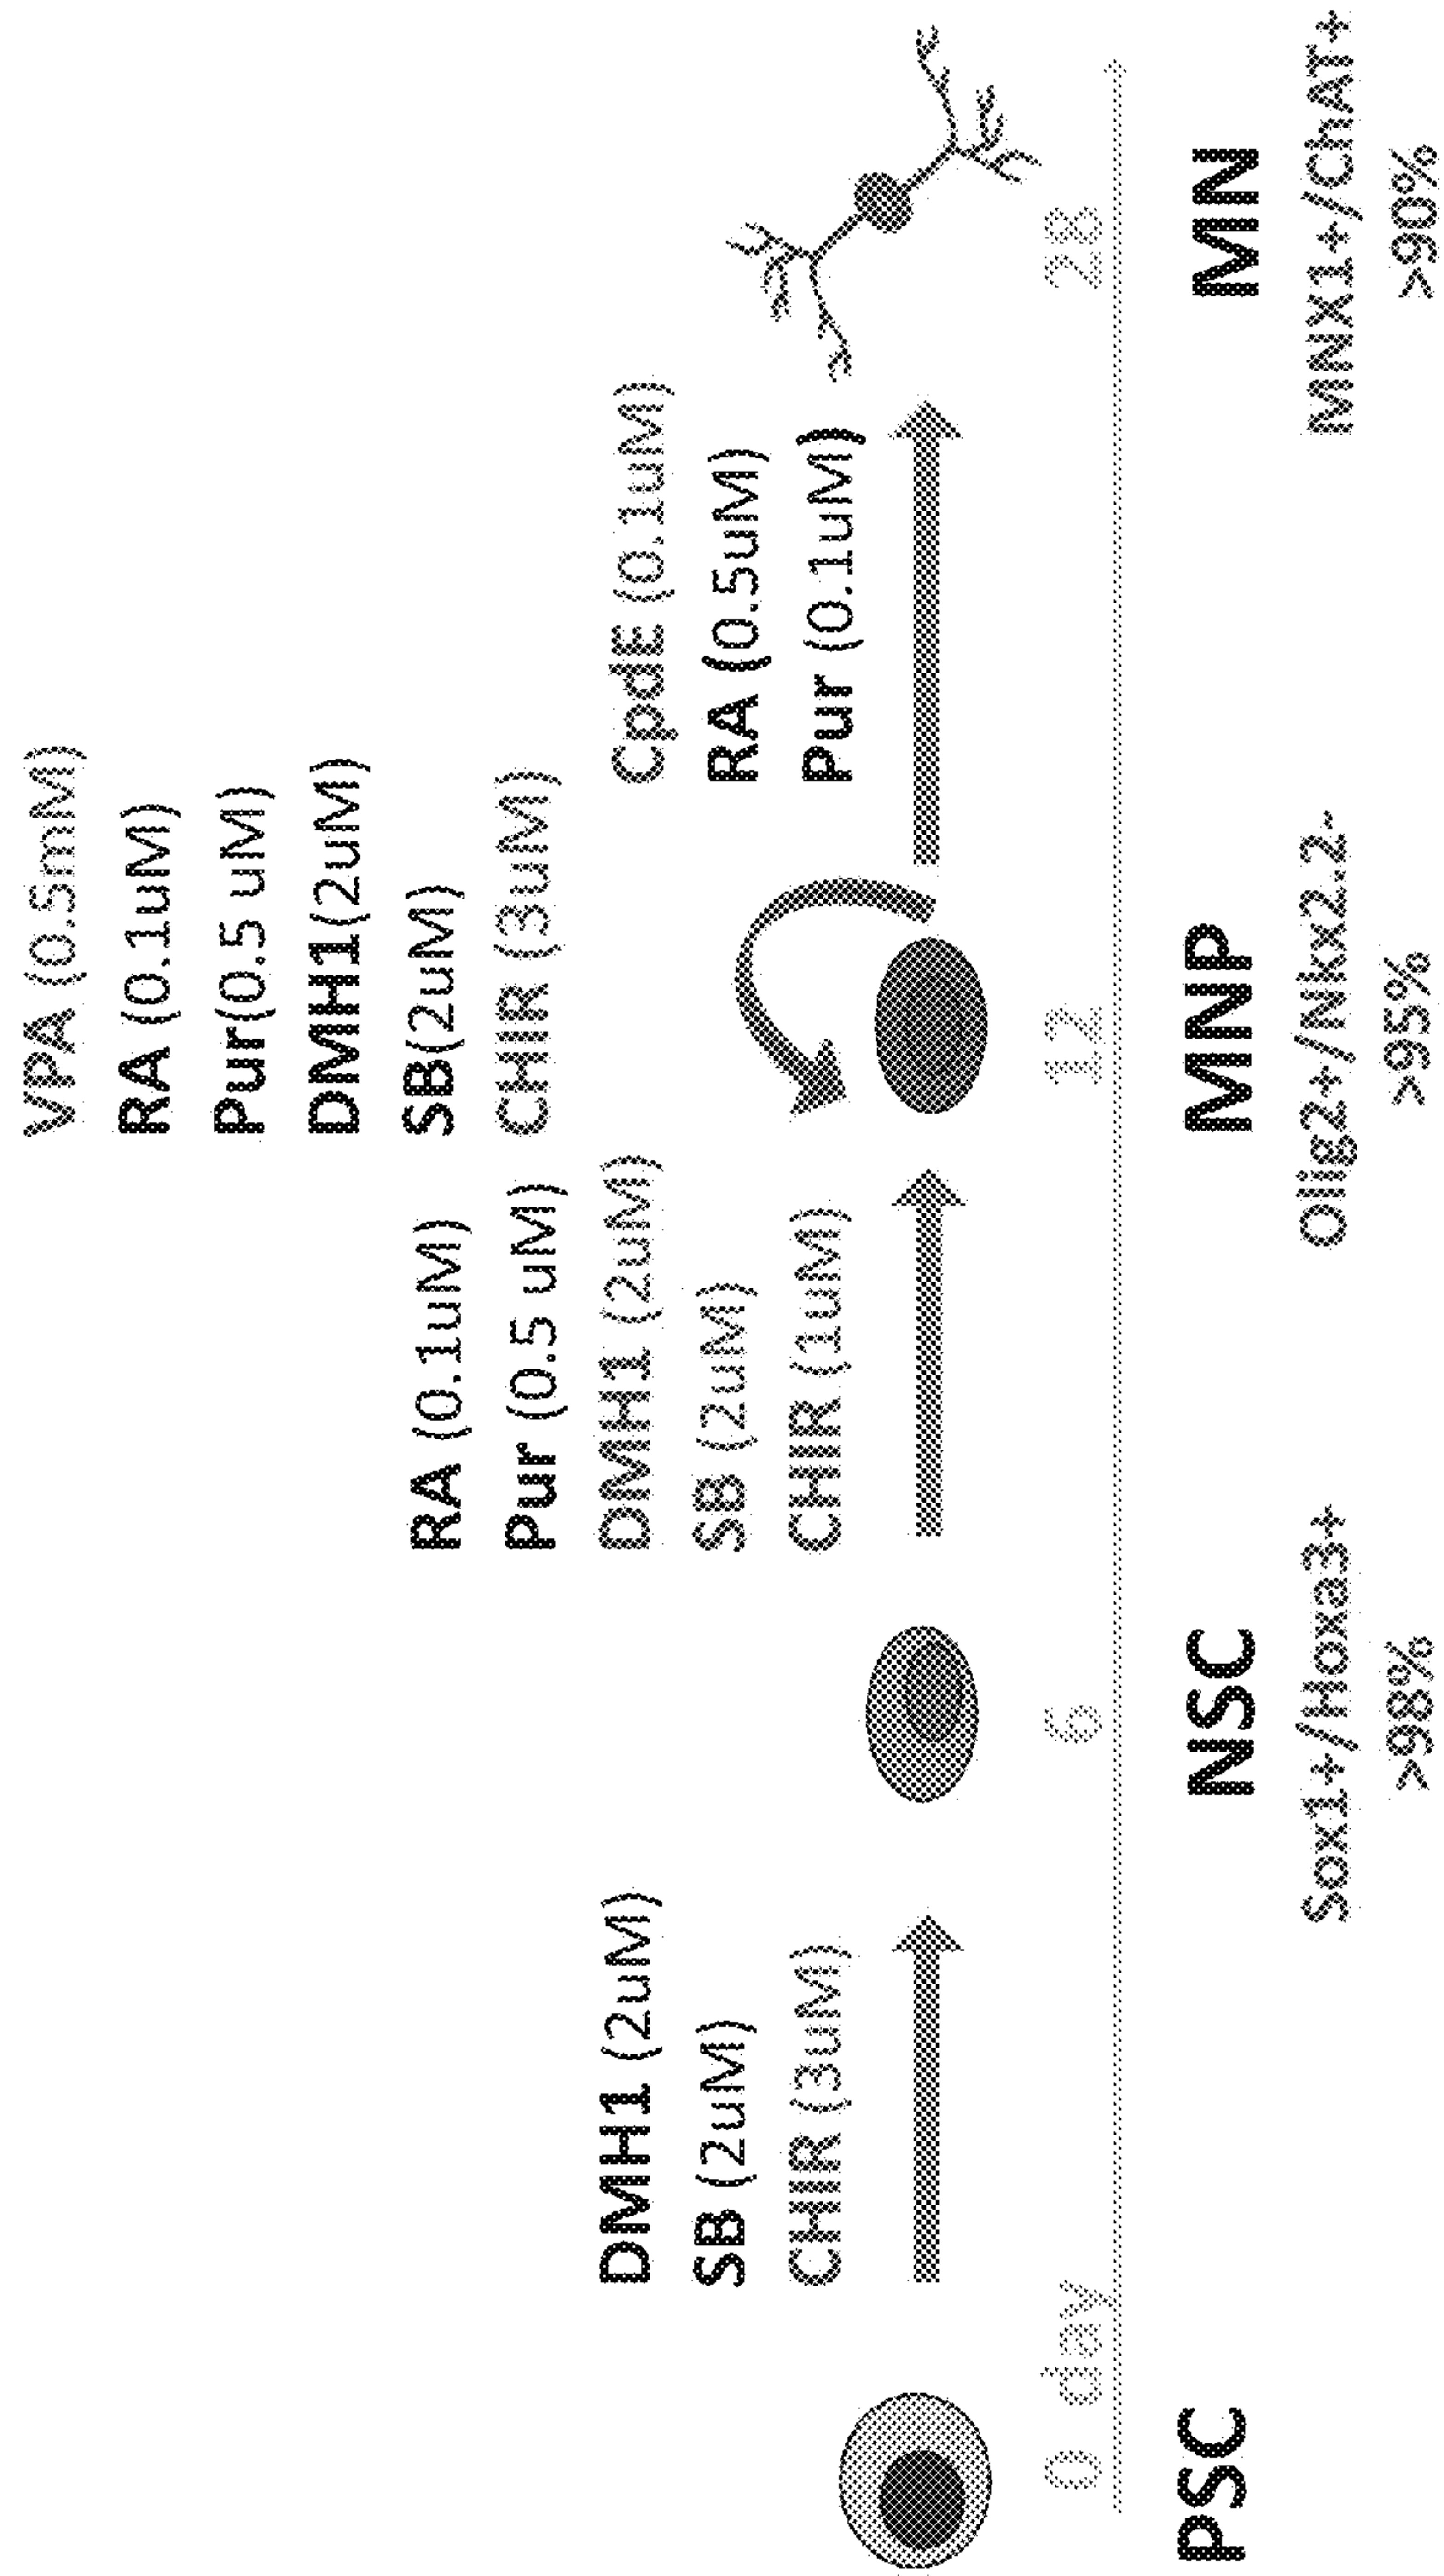 VPA (0.5mM)
RA (0.1uM)
Pur(0.5 uM)
DMH1(2uM)
SB(2uM)
CHIR (3uM)
RA (0.1uM)
Pur (0.5 uM)
DMH1 (2uM)
SB (2uM)
CHIR (1uM)
DMH1 (2uM)
SB (2uM)
CHIR (3uM)
CpdE (0.1uM)
RA (0.5uM)
Pur (0.1uM)
0 day
6
12
28
PSC
NSC
Sox1+/Hoxa3+
>98%
MNP
Olig2+/Nkx2.2-
>95%
MN
MNX1+/ChAT+
>90%